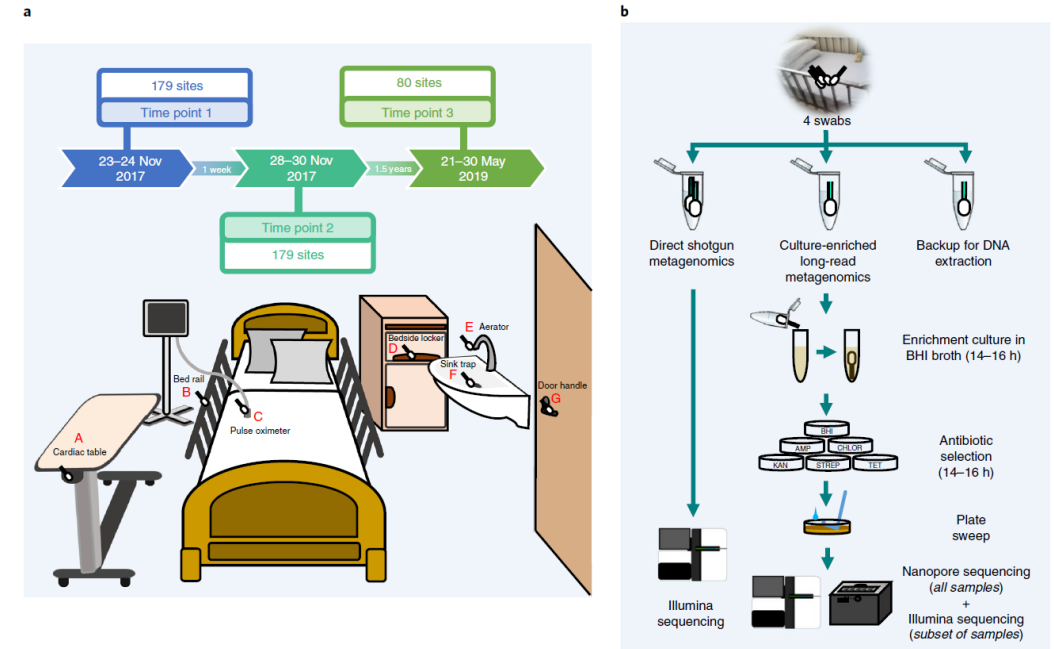 a
179 sites
Time point 1
80 sites
Time point 3
23–24 Nov
2017
1 week
28–30 Nov
2017
1.5 years
21–30 May
2019
Time point 2
179 sites
E Aerator
Bedside locker
D
Sink trap
F
Bed rail
B
Door handle
G
C
Pulse oximeter
A
Cardiac table
b
4 swabs
Direct shotgun
metagenomics
Culture-enriched
long-read
metagenomics
Backup for DNA
extraction
Enrichment culture in
BHI broth (14–16 h)
BHI
AMP CHLOR
KAN STREP TET
Antibiotic
selection
(14–16 h)
Plate
sweep
Illumina
sequencing
Nanopore sequencing
(all samples)
+
Illumina sequencing
(subset of samples)